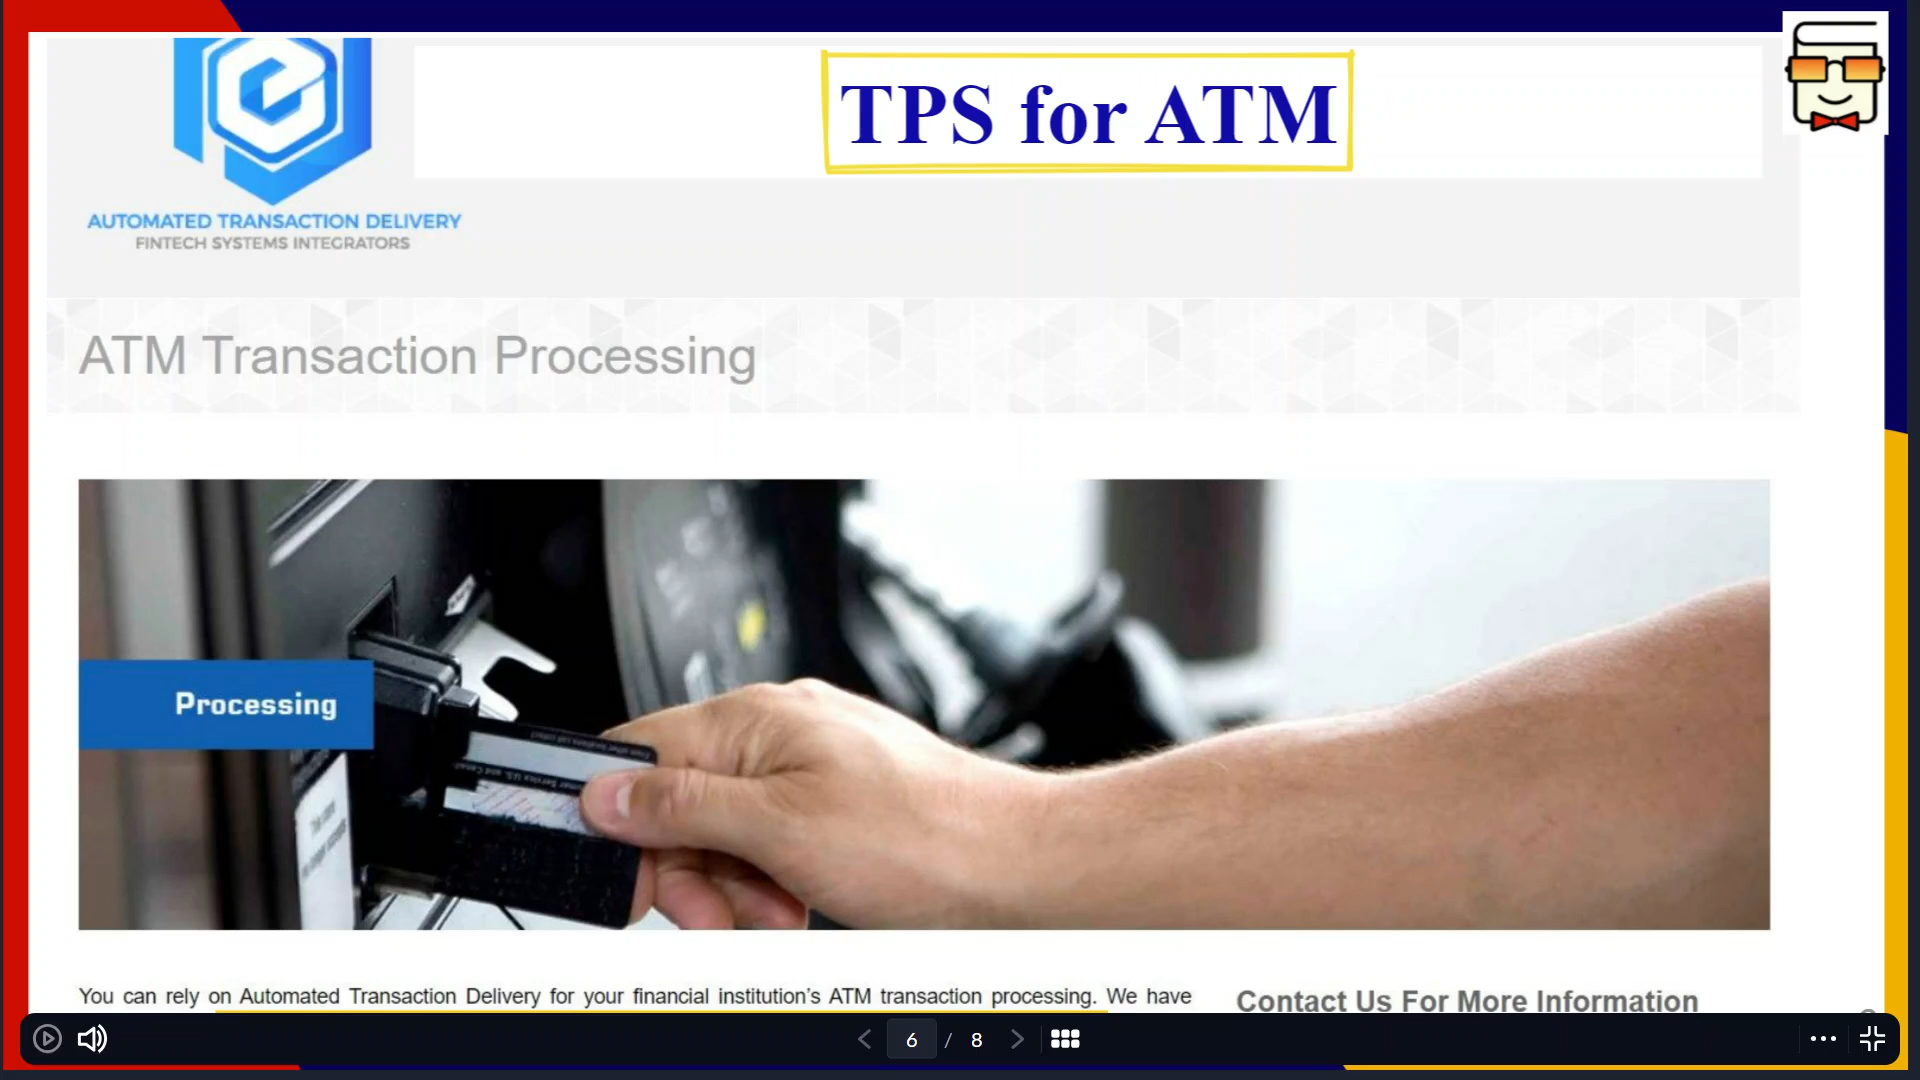 TPS for ATM
AUTOMATED TRANSACTION DELIVERY
FINTECH SYSTEMS INTEGRATORS
ATM Transaction Processing
Processing
You can rely on Automated Transaction Delivery for your financial institution's ATM transaction processing. We have
Contact Us For More Information
6 / 8